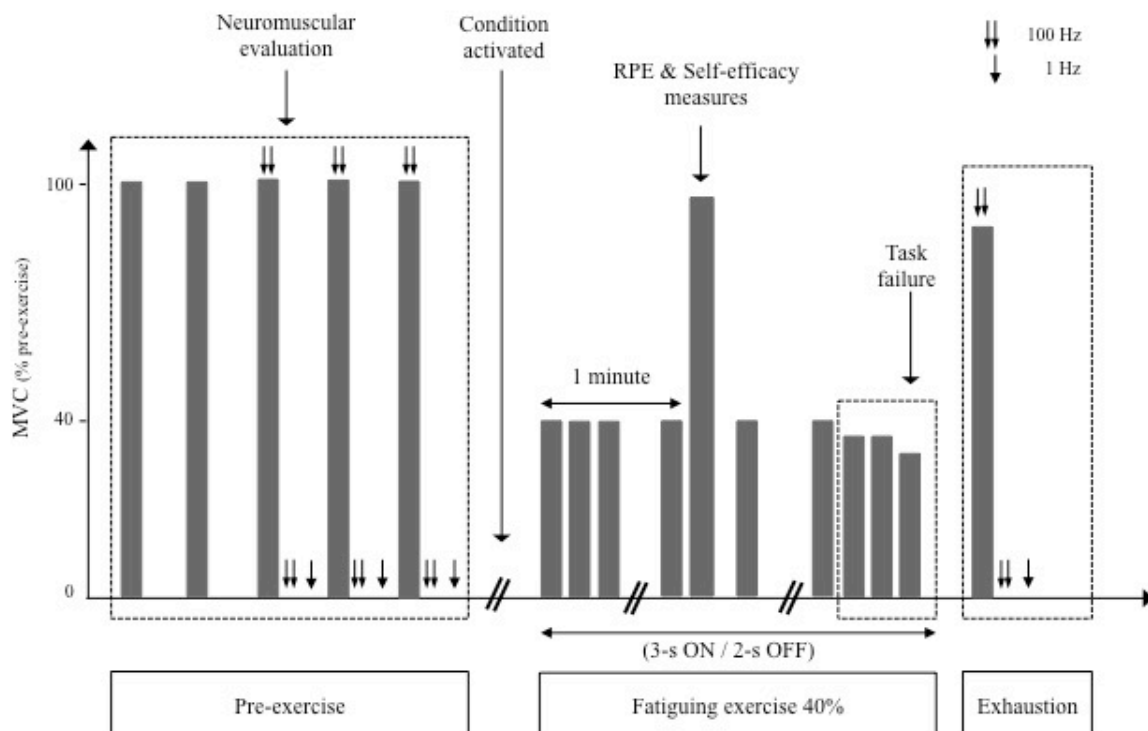 Neuromuscular
evaluation
Condition
activated
RPE & Self-efficacy
measures
100 Hz
1 Hz
100
MVC (% pre-exercise)
Task
failure
1 minute
40
0
(3-s ON / 2-s OFF)
Pre-exercise
Fatiguing exercise 40%
Exhaustion